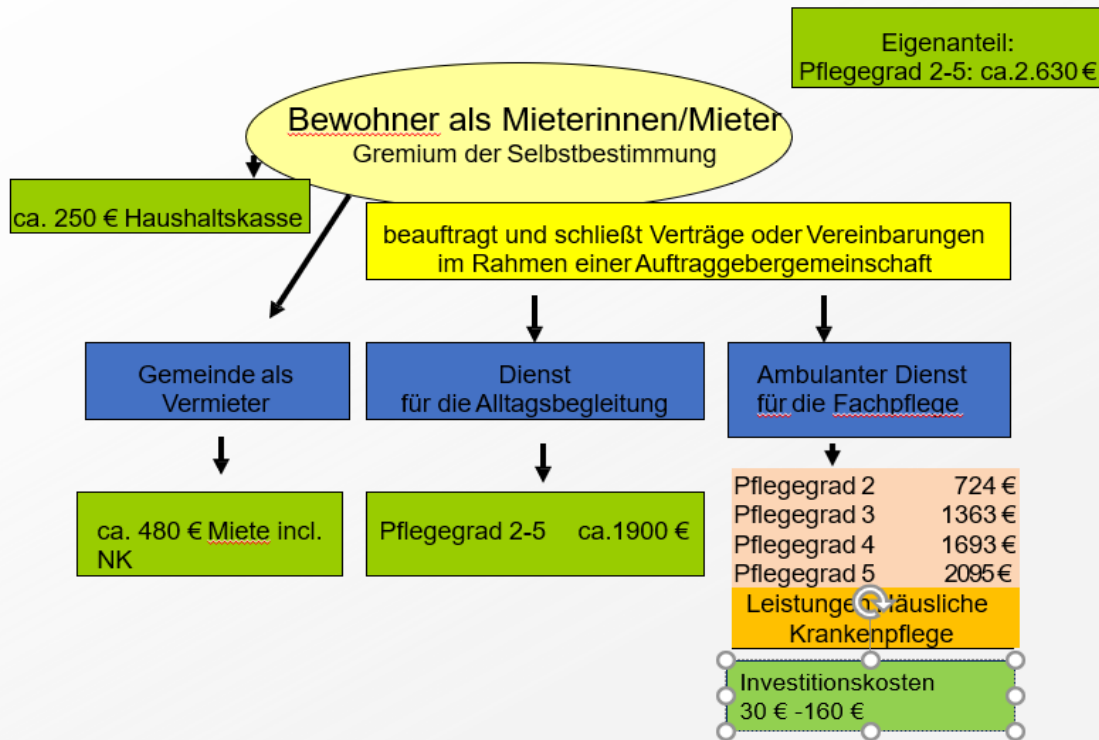 Eigenanteil:
Pflegegrad 2-5: ca.2.630 €
Bewohner als Mieterinnen/Mieter
Gremium der Selbstbestimmung
ca. 250 € Haushaltskasse
beauftragt und schließt Verträge oder Vereinbarungen
im Rahmen einer Auftraggebergemeinschaft
Gemeinde als
Vermieter
Dienst
für die Alltagsbegleitung
Ambulanter Dienst
für die Fachpflege
ca. 480 € Miete incl.
NK
Pflegegrad 2-5 ca.1900 €
Pflegegrad 2 724 €
Pflegegrad 3 1363 €
Pflegegrad 4 1693 €
Pflegegrad 5 2095 €
Leistungen Häusliche
Krankenpflege
Investitionskosten
30 € -160 €